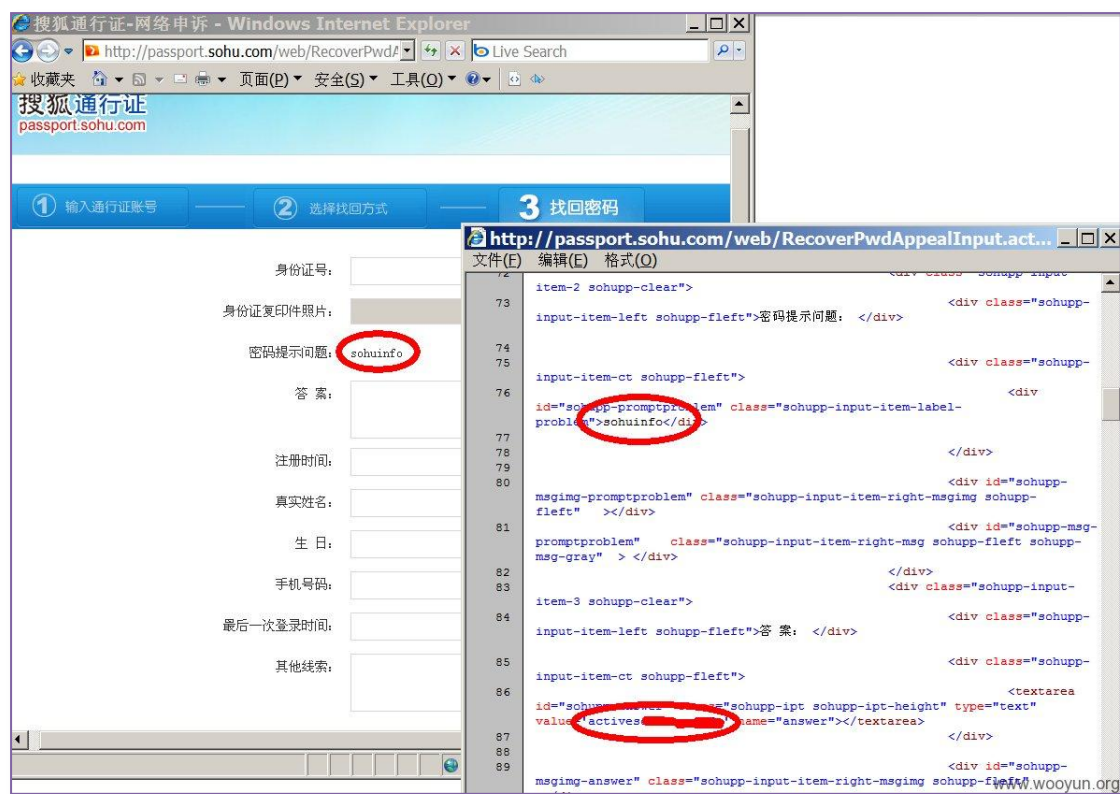 搜狐通行证-网络申诉 - Windows Internet Explorer
http://passport.sohu.com/web/RecoverPwdA
Live Search
收藏夹 页面(P) 安全(S) 工具(O)
搜狐通行证
passport.sohu.com
1 输入通行证账号
2 选择找回方式
3 找回密码
身份证号:
身份证复印件照片:
密码提示问题: sohuinfo
答 案:
注册时间:
真实姓名:
生 日:
手机号码:
最后一次登录时间:
其他线索:
http://passport.sohu.com/web/RecoverPwdAppealInput.act...
文件(F) 编辑(E) 格式(O)
item-2 sohupp-clear">
73 <div class="sohupp-
input-item-left sohupp-fleft">密码提示问题: </div>
74
75 <div class="sohupp-
input-item-ct sohupp-fleft">
76 <div
id="sohupp-promptproblem" class="sohupp-input-item-label-
problem">sohuinfo</div>
77
78 </div>
79
80 <div id="sohupp-
msgimg-promptproblem" class="sohupp-input-item-right-msgimg sohupp-
fleft" ></div>
81 <div id="sohupp-msg-
promptproblem" class="sohupp-input-item-right-msg sohupp-fleft sohupp-
msg-gray" > </div>
82 </div>
83 <div class="sohupp-input-
item-3 sohupp-clear">
84 <div class="sohupp-
input-item-left sohupp-fleft">答 案: </div>
85 <div class="sohupp-
input-item-ct sohupp-fleft">
86 <textarea
"sohupp-ipt sohupp-ipt-height" type="text"
name="answer"></textarea>
87 </div>
88
89 <div id="sohupp-
msgimg-answer" class="sohupp-input-item-right-msgimg
www.wooyun.org